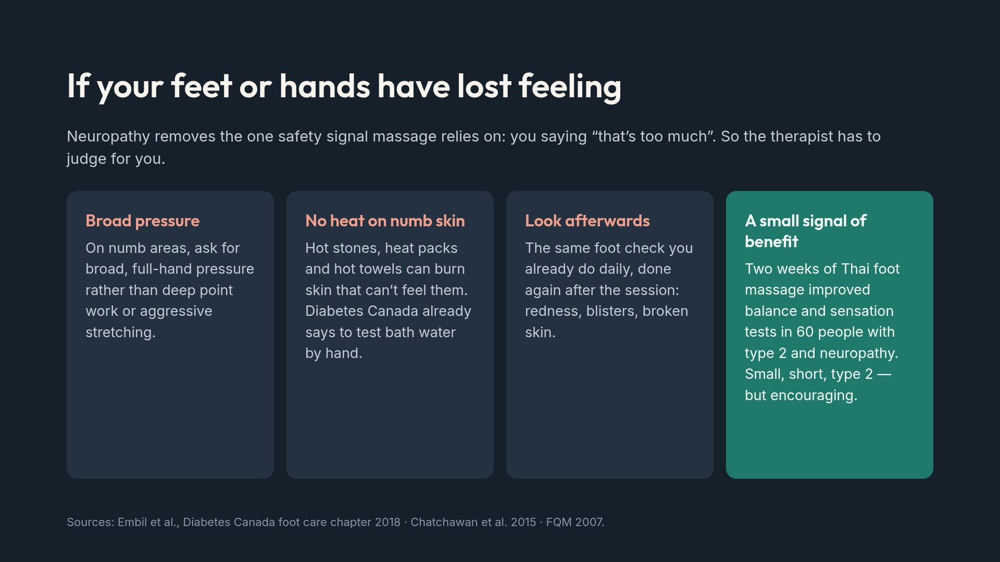 If your feet or hands have lost feeling
Neuropathy removes the one safety signal massage relies on: you saying “that’s too much”. So the therapist has to
judge for you.
Broad pressure
On numb areas, ask for
broad, full-hand pressure
rather than deep point
work or aggressive
stretching.
No heat on numb skin
Hot stones, heat packs
and hot towels can burn
skin that can’t feel them.
Diabetes Canada already
says to test bath water
by hand.
Look afterwards
The same foot check you
already do daily, done
again after the session:
redness, blisters, broken
skin.
A small signal of
benefit
Two weeks of Thai foot
massage improved
balance and sensation
tests in 60 people with
type 2 and neuropathy.
Small, short, type 2 —
but encouraging.
Sources: Embil et al., Diabetes Canada foot care chapter 2018 · Chatchawan et al. 2015 · FQM 2007.